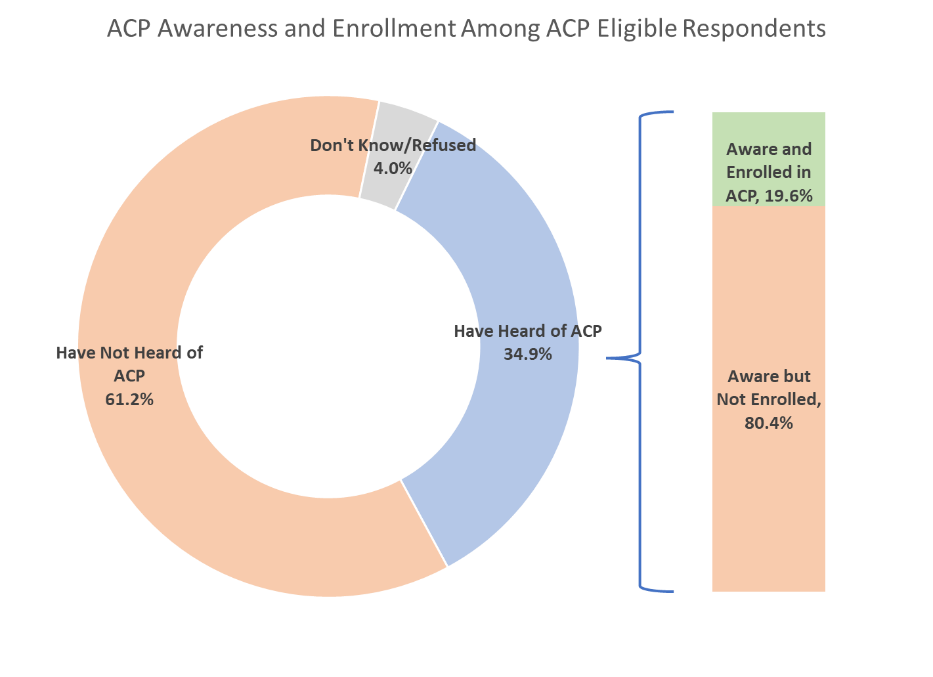 ACP Awareness and Enrollment Among ACP Eligible Respondents
Don't Know/Refused
4.0%
Have Heard of ACP
34.9%
Have Not Heard of
ACP
61.2%
Aware and
Enrolled in
ACP, 19.6%
Aware but
Not Enrolled,
80.4%